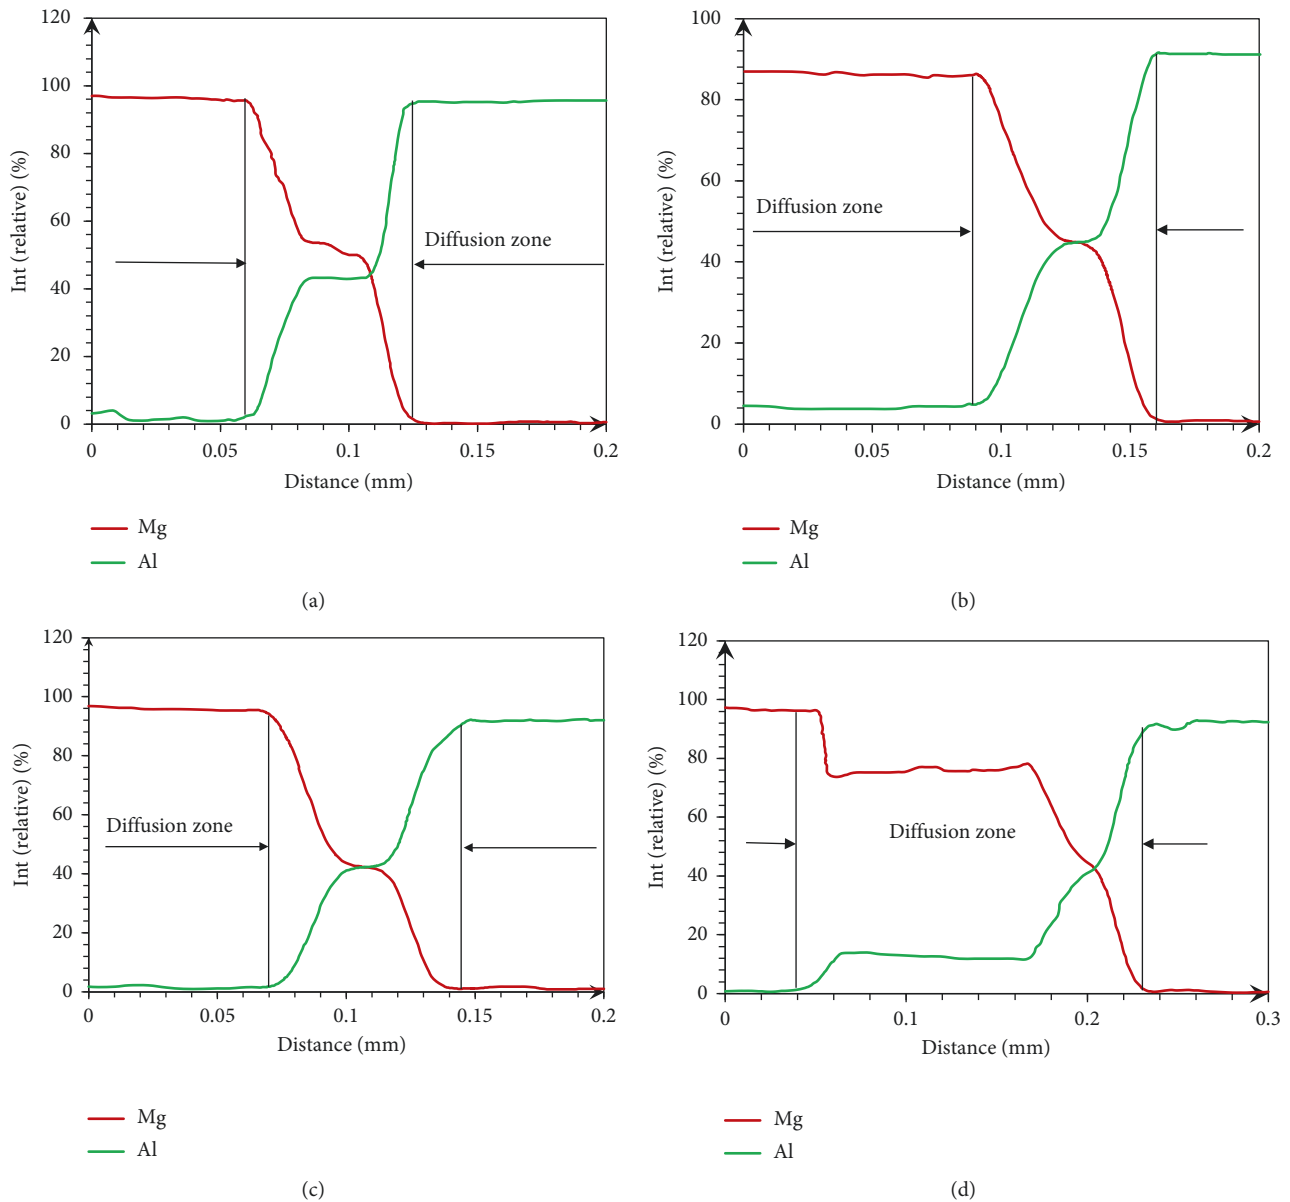 120
100
80
60
40
20
0
Int (relative) (%)
Diffusion zone
0
0.05
0.1
0.15
0.2
Distance (mm)
Mg
Al
(a)
100
80
60
40
20
0
Int (relative) (%)
Diffusion zone
0
0.05
0.1
0.15
0.2
Distance (mm)
Mg
Al
(b)
120
100
80
60
40
20
0
Int (relative) (%)
Diffusion zone
0
0.05
0.1
0.15
0.2
Distance (mm)
Mg
Al
(c)
120
100
80
60
40
20
0
Int (relative) (%)
Diffusion zone
0
0.1
0.2
0.3
Distance (mm)
Mg
Al
(d)